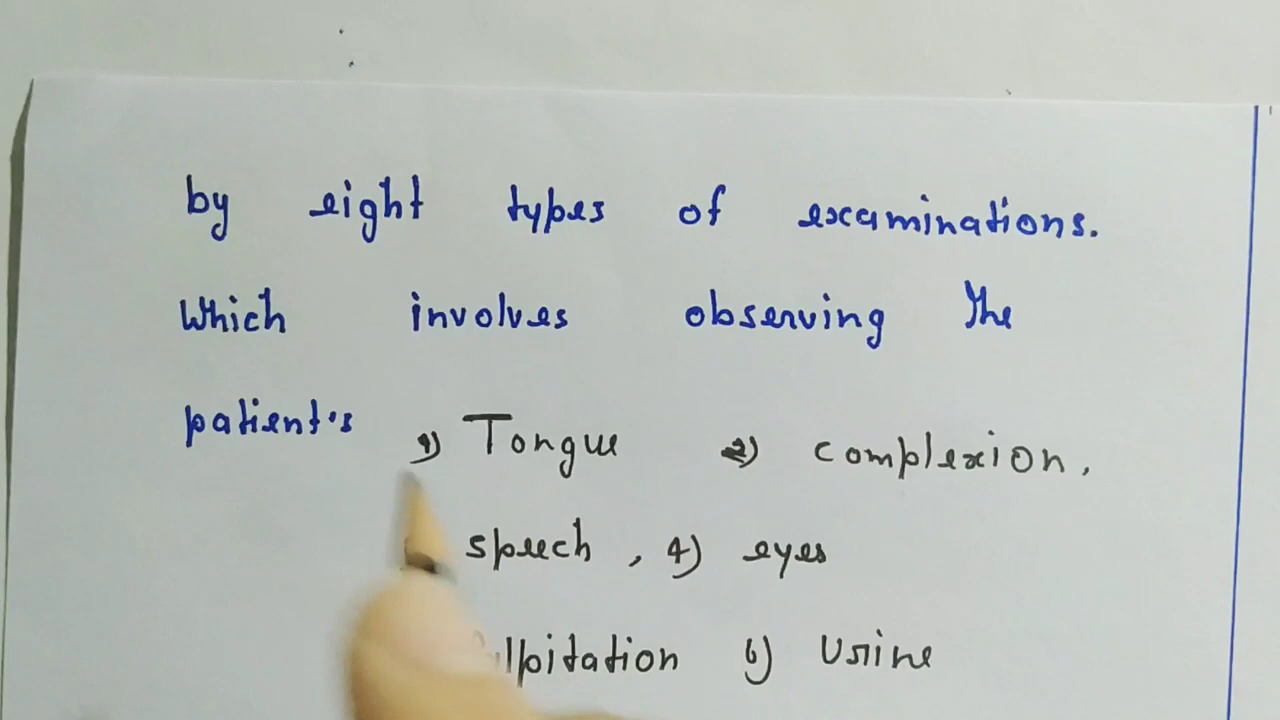 by eight types of examinations.
Which involves observing the
patient's 1) Tongue 2) complexion.
speech, 4) eyes
6) Urine